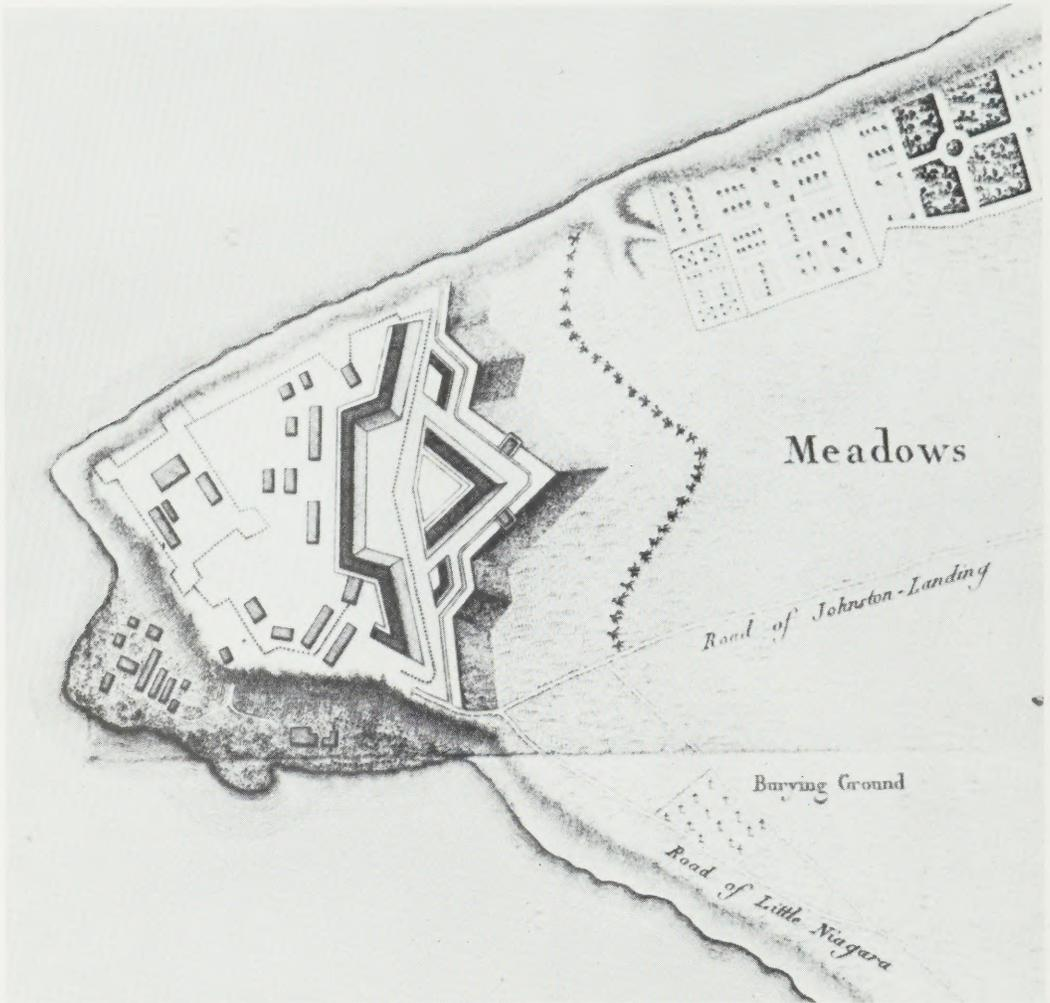 Meadows
Road of Johnston-Landing
Burying Ground
Road of Little Niagara